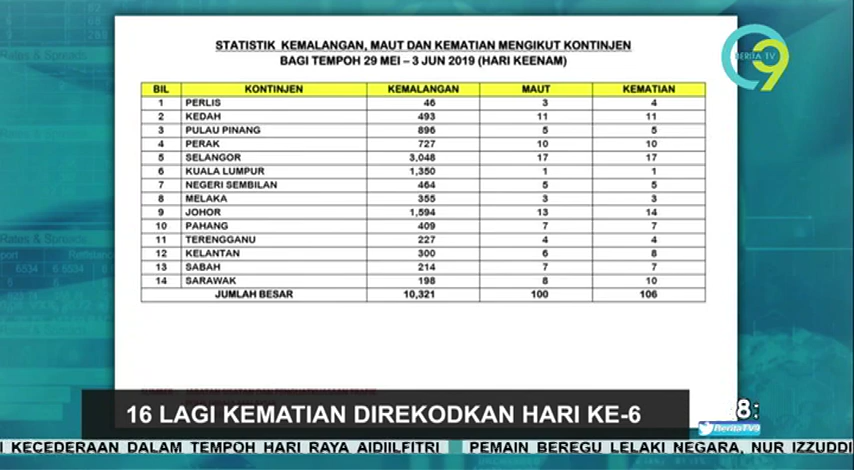 STATISTIK KEMALANGAN, MAUT DAN KEMATIAN MENGIKUT KONTINJEN
BAGI TEMPOH 29 MEI – 3 JUN 2019 (HARI KEENAM)
BERITA TV9
BIL KONTINJEN KEMALANGAN MAUT KEMATIAN
1 PERLIS 46 3 4
2 KEDAH 493 11 11
3 PULAU PINANG 896 5 5
4 PERAK 727 10 10
5 SELANGOR 3,048 17 17
6 KUALA LUMPUR 1,350 1 1
7 NEGERI SEMBILAN 464 5 5
8 MELAKA 355 3 3
9 JOHOR 1,594 13 14
10 PAHANG 409 7 7
11 TERENGGANU 227 4 4
12 KELANTAN 300 6 8
13 SABAH 214 7 7
14 SARAWAK 198 8 10
JUMLAH BESAR 10,321 100 106
16 LAGI KEMATIAN DIREKODKAN HARI KE-6
8:
BeritaTV9
I KECEDERAAN DALAM TEMPOH HARI RAYA AIDILFITRI PEMAIN BEREGU LELAKI NEGARA, NUR IZZUDDI